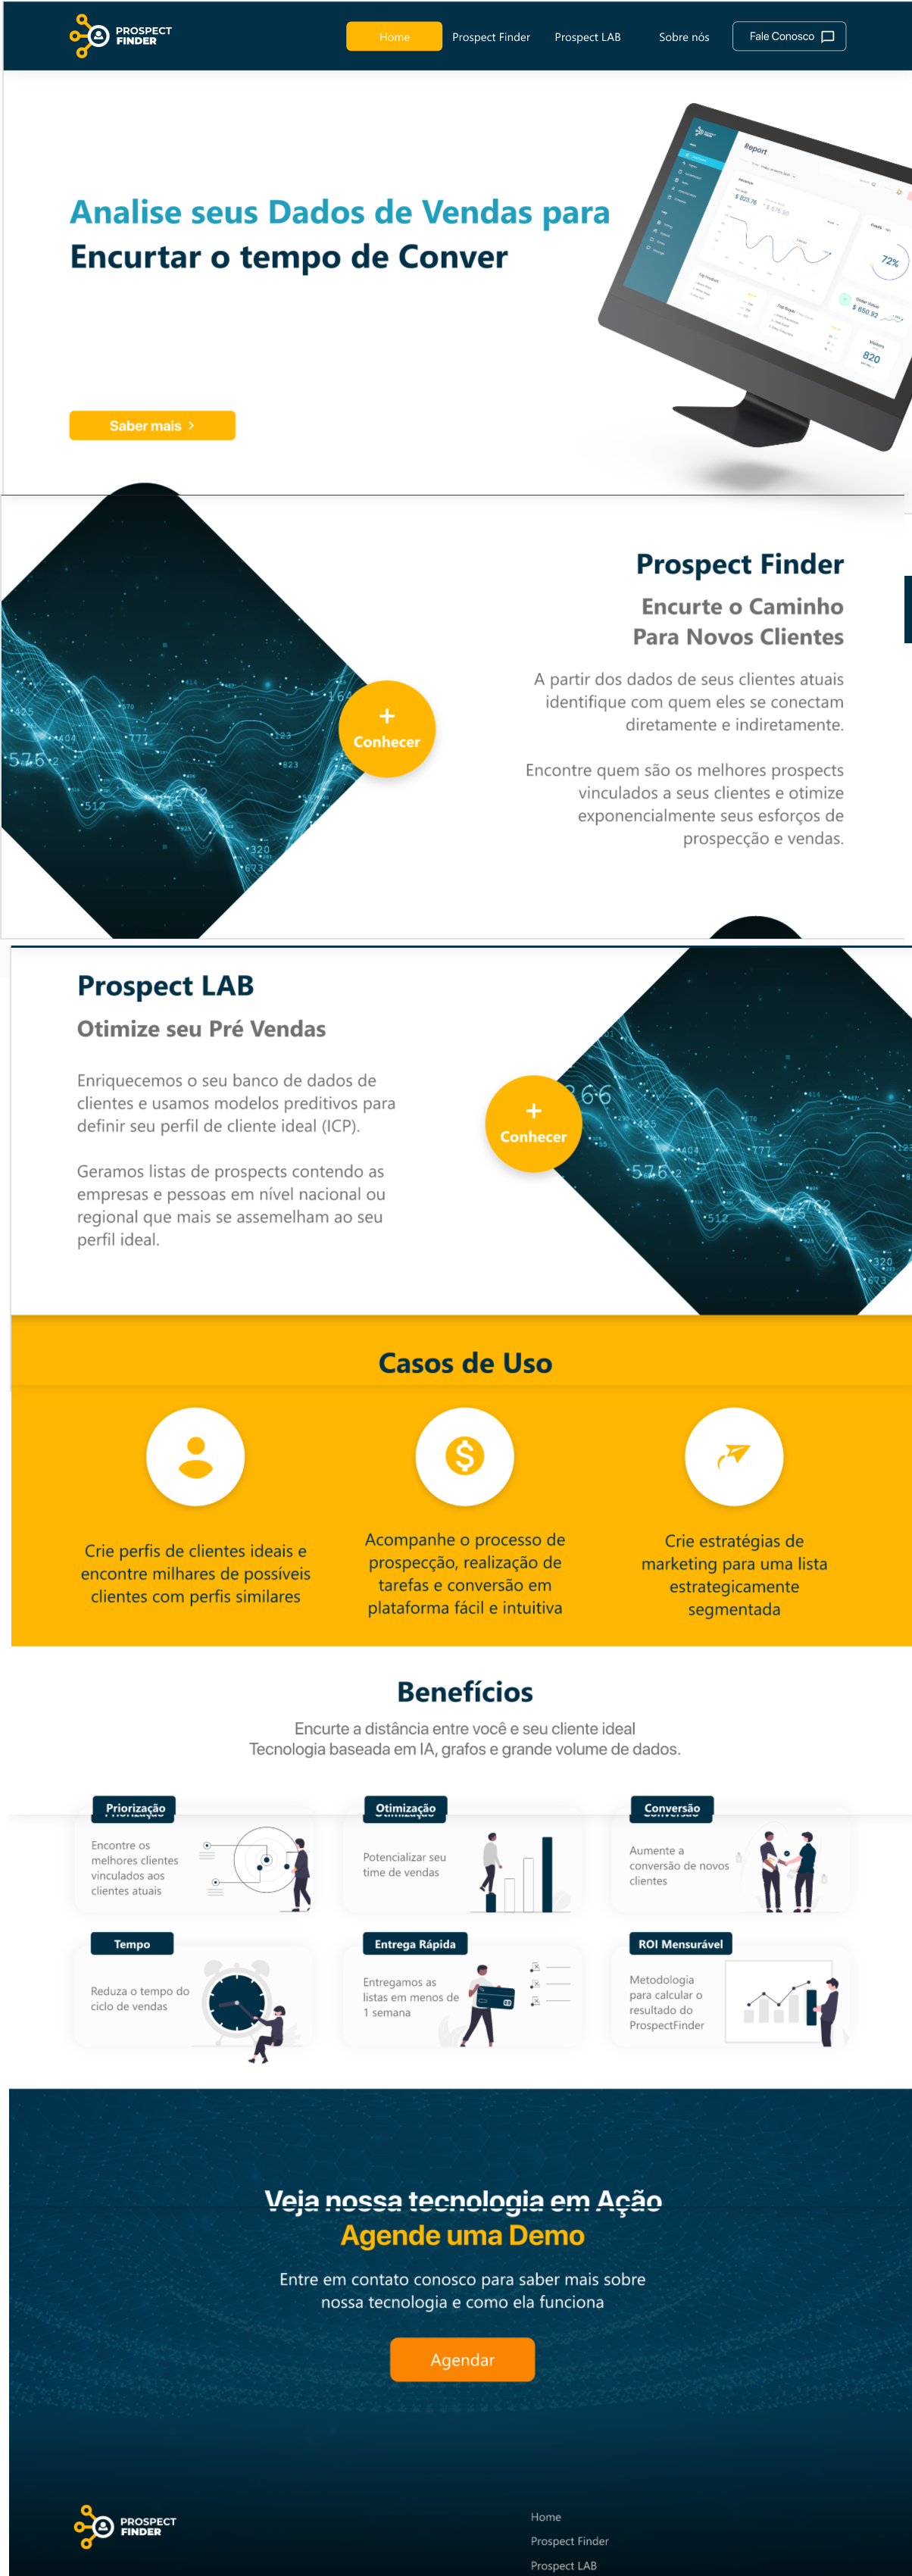 PROSPECT
FINDER
Home
Prospect Finder
Prospect LAB
Sobre nós
Fale Conosco
Analise seus Dados de Vendas para
Encurtar o tempo de Conver
Report
$ 823.76
$ 876.90
72%
Top Product
Order Value
$ 850.92
Visitors
820
Saber mais
Prospect Finder
Encurte o Caminho
Para Novos Clientes
A partir dos dados de seus clientes atuais
identifique com quem eles se conectam
diretamente e indiretamente.
Encontre quem são os melhores prospects
vinculados a seus clientes e otimize
exponencialmente seus esforços de
prospecção e vendas.
+
Conhecer
Prospect LAB
Otimize seu Pré Vendas
Enriquecemos o seu banco de dados de
clientes e usamos modelos preditivos para
definir seu perfil de cliente ideal (ICP).
Geramos listas de prospects contendo as
empresas e pessoas em nível nacional ou
regional que mais se assemelham ao seu
perfil ideal.
+
Conhecer
Casos de Uso
Crie perfis de clientes ideais e
encontre milhares de possíveis
clientes com perfis similares
Acompanhe o processo de
prospecção, realização de
tarefas e conversão em
plataforma fácil e intuitiva
Crie estratégias de
marketing para uma lista
estrategicamente
segmentada
Benefícios
Encurte a distância entre você e seu cliente ideal
Tecnologia baseada em IA, grafos e grande volume de dados.
Priorização
Encontre os
melhores clientes
vinculados aos
clientes atuais
Otimização
Potencializar seu
time de vendas
Conversão
Aumente a
conversão de novos
clientes
Tempo
Reduza o tempo do
ciclo de vendas
Entrega Rápida
Entregamos as
listas em menos de
1 semana
ROI Mensurável
Metodologia
para calcular o
resultado do
ProspectFinder
Veja nossa tecnologia em Ação
Agende uma Demo
Entre em contato conosco para saber mais sobre
nossa tecnologia e como ela funciona
Agendar
PROSPECT
FINDER
Home
Prospect Finder
Prospect LAB